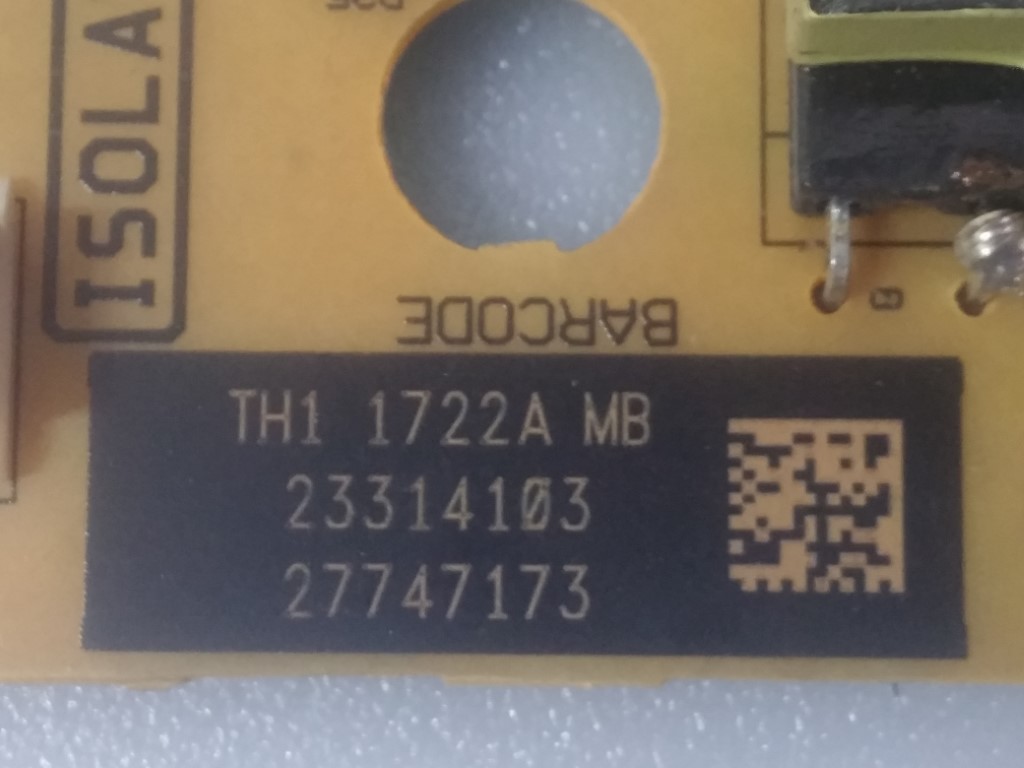 ISOLA
BARCODE
TH1 1722A MB
23314103
27747173